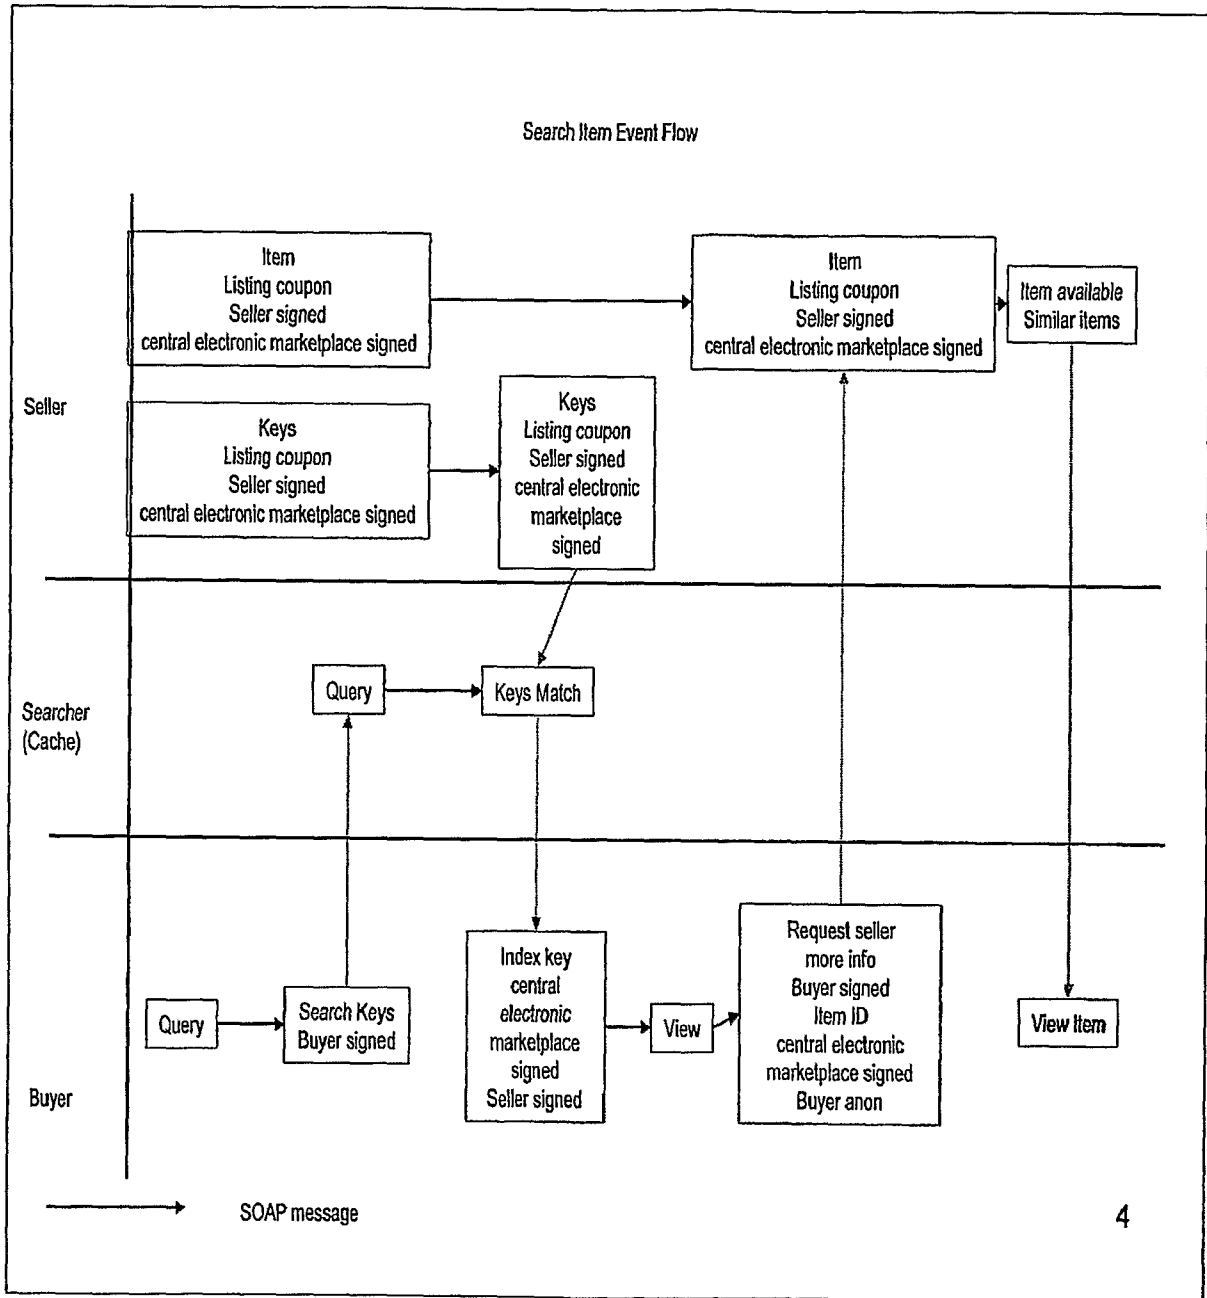 Search Item Event Flow
Item
Listing coupon
Seller signed
central electronic marketplace signed
Item
Listing coupon
Seller signed
central electronic marketplace signed
Item available
Similar items
Seller
Keys
Listing coupon
Seller signed
central electronic marketplace signed
Keys
Listing coupon
Seller signed
central electronic
marketplace
signed
Searcher
(Cache)
Query
Keys Match
Buyer
Query
Search Keys
Buyer signed
Index key
central
electronic
marketplace
signed
Seller signed
View
Request seller
more info
Buyer signed
Item ID
central electronic
marketplace signed
Buyer anon
View Item
SOAP message
4